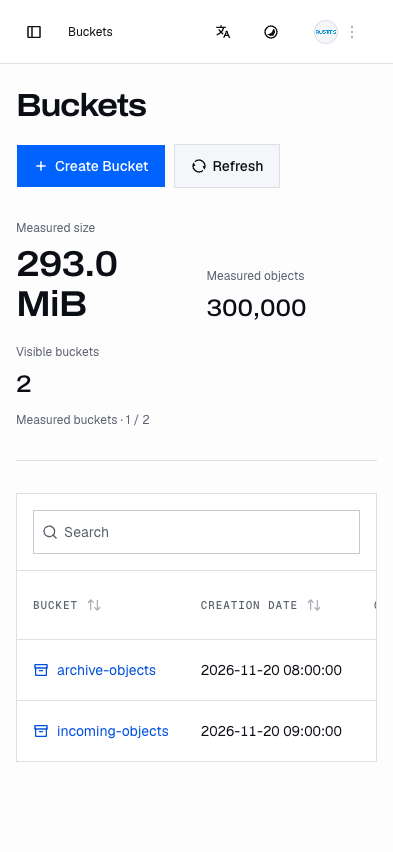 Buckets
RUSTFS
Buckets
Create Bucket
Refresh
Measured size
293.0 MiB
Measured objects
300,000
Visible buckets
2
Measured buckets · 1 / 2
Search
BUCKET
CREATION DATE
archive-objects
2026-11-20 08:00:00
incoming-objects
2026-11-20 09:00:00